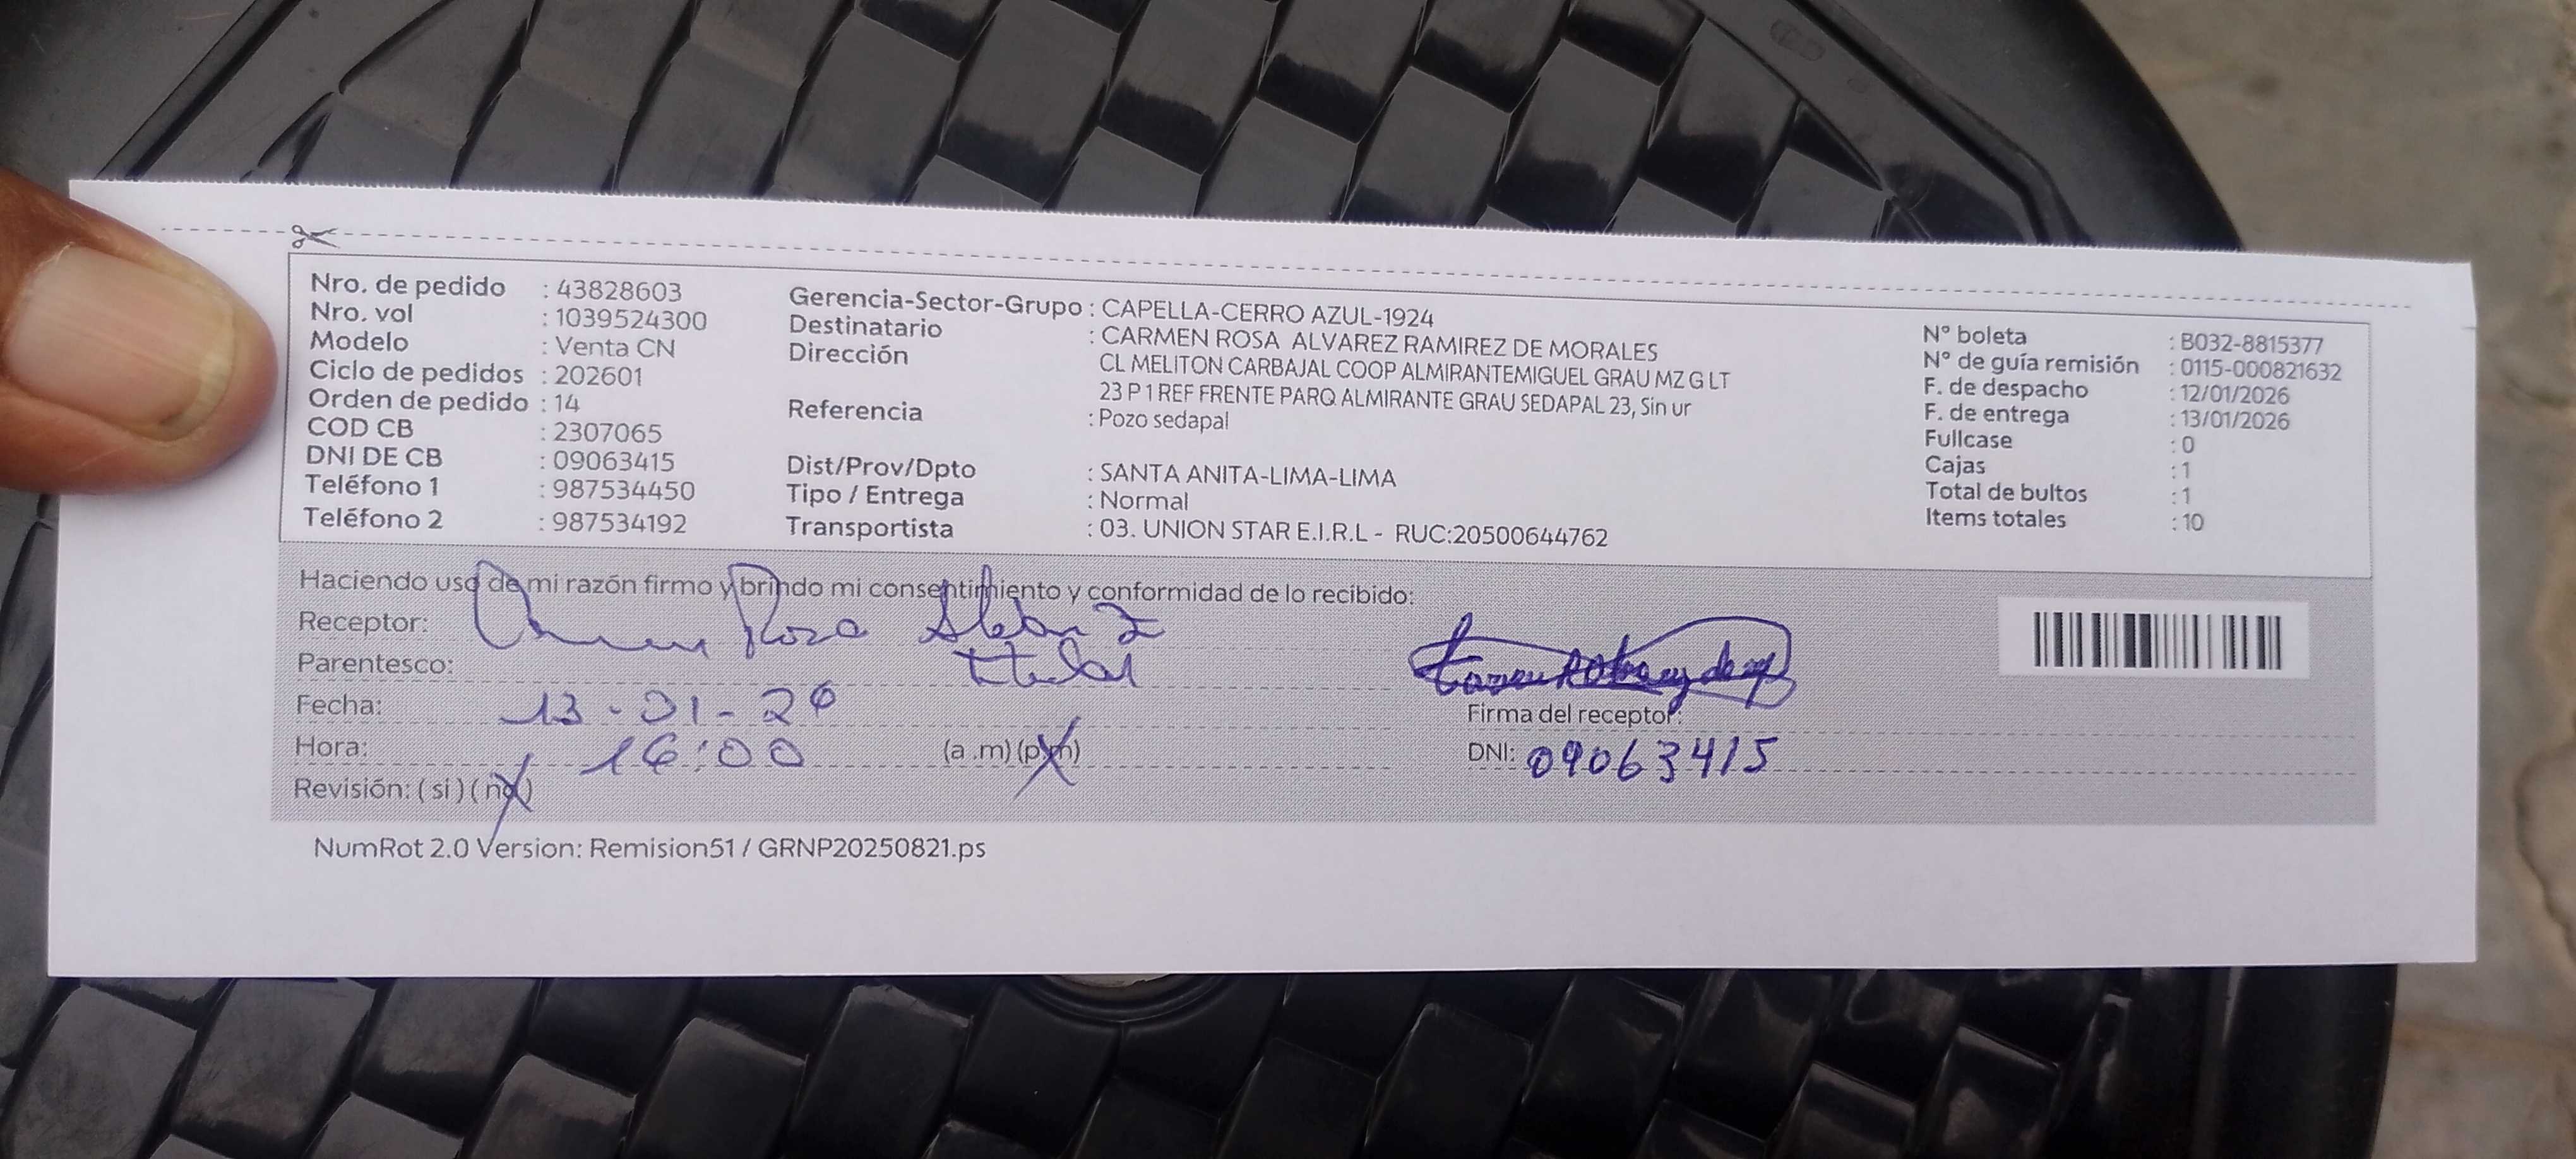 Nro. de pedido : 43828603
Nro. vol : 1039524300
Modelo : Venta CN
Ciclo de pedidos : 202601
Orden de pedido : 14
COD CB : 2307065
DNI DE CB : 09063415
Teléfono 1 : 987534450
Teléfono 2 : 987534192
Gerencia-Sector-Grupo : CAPELLA-CERRO AZUL-1924
Destinatario : CARMEN ROSA ALVAREZ RAMIREZ DE MORALES
Dirección CL MELITON CARBAJAL COOP ALMIRANTEMIGUEL GRAU MZ G LT
23 P 1 REF FRENTE PARQ ALMIRANTE GRAU SEDAPAL 23, Sin ur
Referencia : Pozo sedapal
Dist/Prov/Dpto : SANTA ANITA-LIMA-LIMA
Tipo / Entrega : Normal
Transportista : 03. UNION STAR E.I.R.L - RUC:20500644762
N° boleta : B032-8815377
N° de guía remisión : 0115-000821632
F. de despacho : 12/01/2026
F. de entrega : 13/01/2026
Fullcase : 0
Cajas : 1
Total de bultos : 1
Items totales : 10
Haciendo uso de mi razón firmo y brindo mi consentimiento y conformidad de lo recibido:
Receptor: Carmen Rosa
Parentesco: titular
Fecha: 13-01-26
Hora: 16:00 (a .m) (p.m)
Revisión: ( si ) ( no )
Firma del receptor:
DNI: 09063415
NumRot 2.0 Version: Remision51 / GRNP20250821.ps